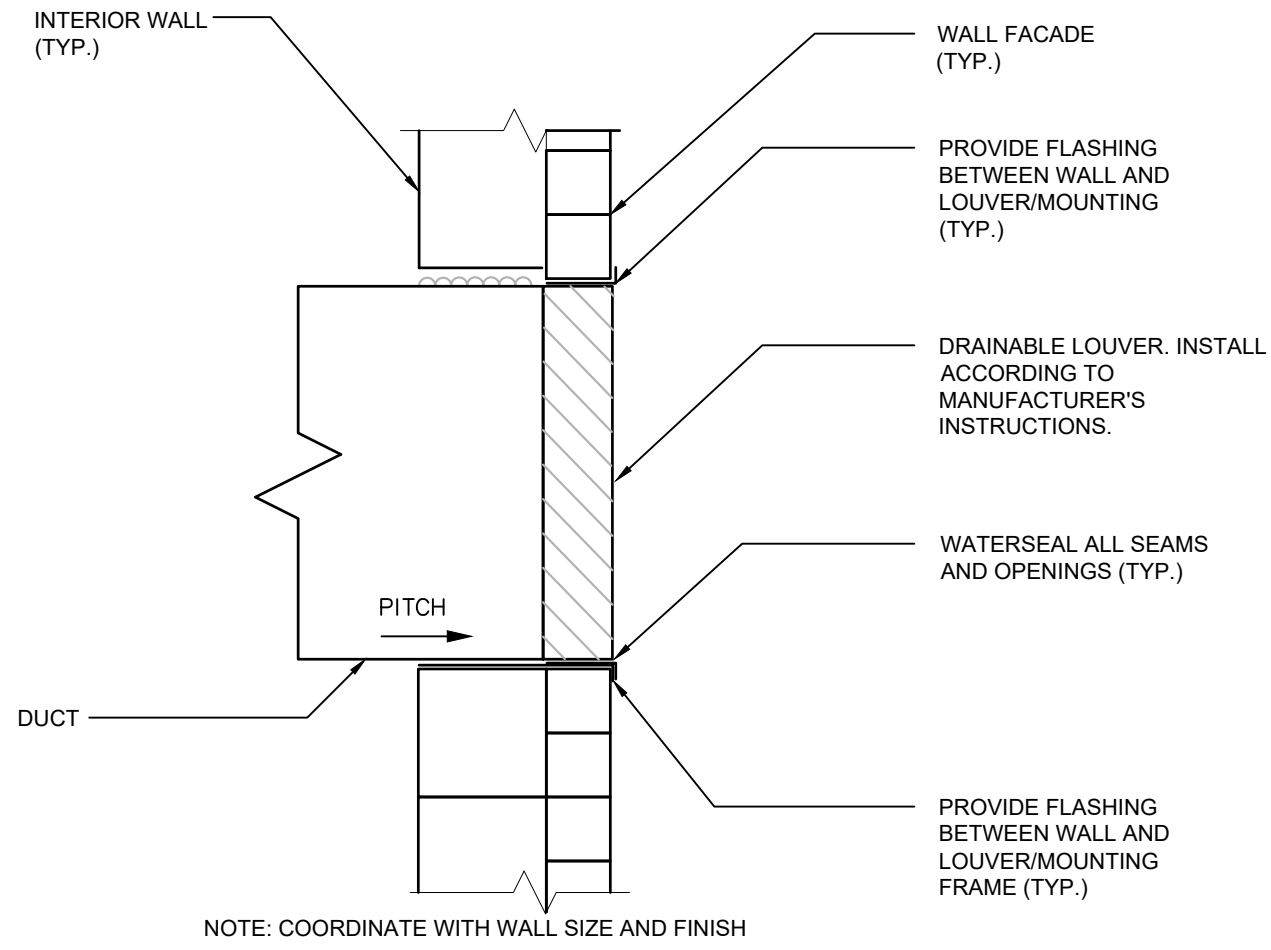 INTERIOR WALL
(TYP.)
WALL FACADE
(TYP.)
PROVIDE FLASHING
BETWEEN WALL AND
LOUVER/MOUNTING
(TYP.)
DRAINABLE LOUVER. INSTALL
ACCORDING TO
MANUFACTURER'S
INSTRUCTIONS.
WATERSEAL ALL SEAMS
AND OPENINGS (TYP.)
PITCH
DUCT
PROVIDE FLASHING
BETWEEN WALL AND
LOUVER/MOUNTING
FRAME (TYP.)
NOTE: COORDINATE WITH WALL SIZE AND FINISH